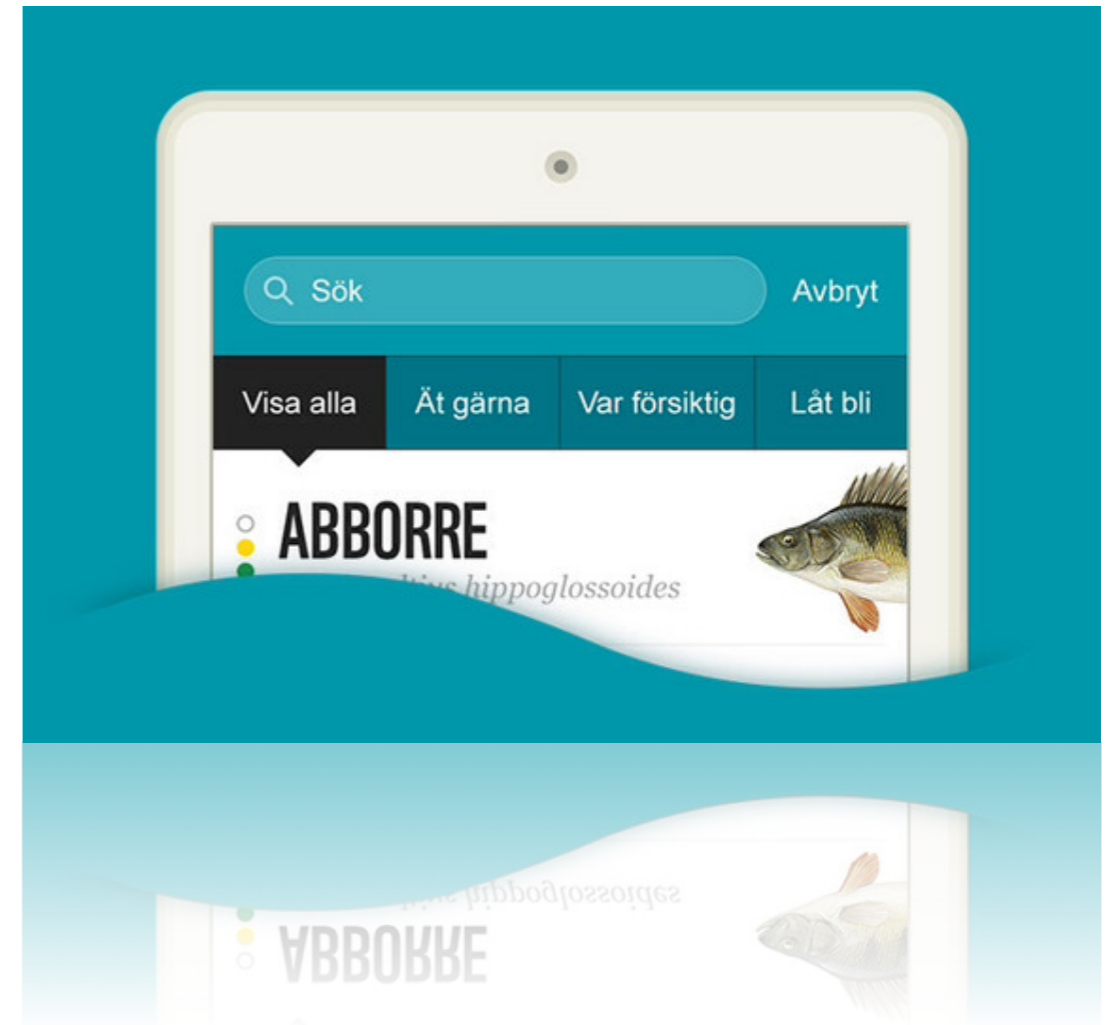 Sök
Avbryt
Visa alla
Ät gärna
Var försiktig
Låt bli
ABBORRE
hippoglossoides